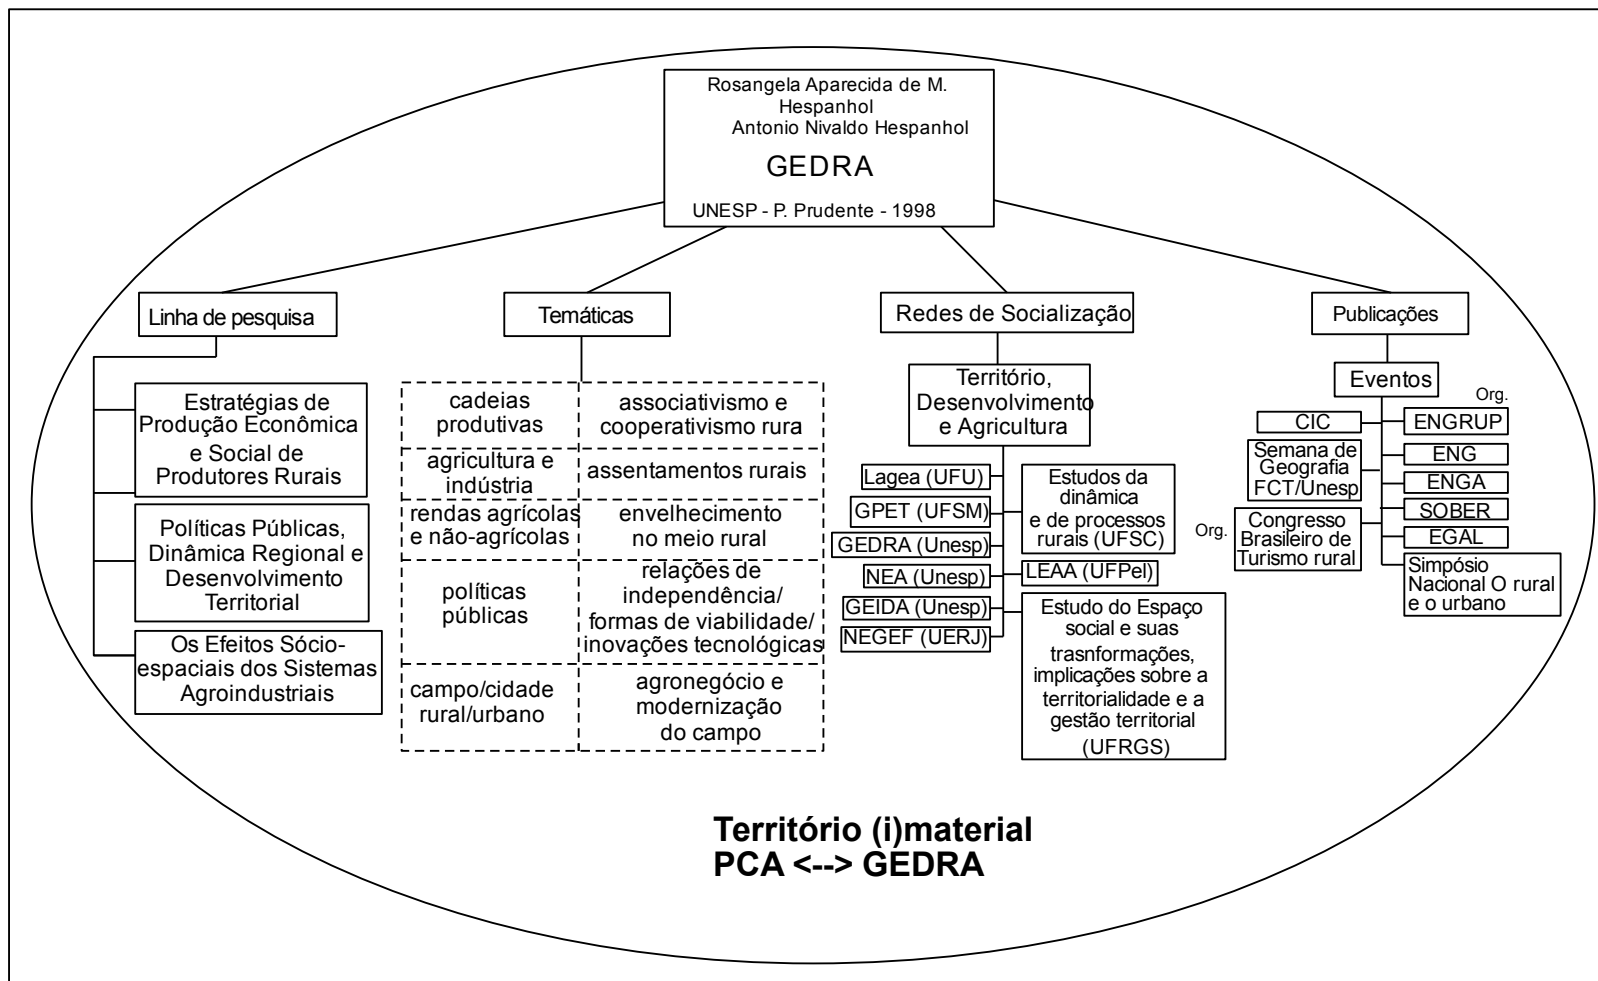 Rosangela Aparecida de M.
Hespanhol
Antonio Nivaldo Hespanhol
GEDRA
UNESP - P. Prudente - 1998
Linha de pesquisa
Estratégias de
Produção Econômica
e Social de
Produtores Rurais
Políticas Públicas,
Dinâmica Regional e
Desenvolvimento
Territorial
Os Efeitos Sócio-
espaciais dos Sistemas
Agroindustriais
Temáticas
cadeias
produtivas
associativismo e
cooperativismo rura
agricultura e
indústria
assentamentos rurais
rendas agrícolas
e não-agrícolas
envelhecimento
no meio rural
políticas
públicas
relações de
independência/
formas de viabilidade/
inovações tecnológicas
campo/cidade
rural/urbano
agronegócio e
modernização
do campo
Redes de Socialização
Território,
Desenvolvimento
e Agricultura
Lagea (UFU)
GPET (UFSM)
GEDRA (Unesp)
NEA (Unesp)
GEIDA (Unesp)
NEGEF (UERJ)
Estudos da
dinâmica
e de processos
rurais (UFSC)
LEAA (UFPel)
Estudo do Espaço
social e suas
trasnformações,
implicações sobre a
territorialidade e a
gestão territorial
(UFRGS)
Publicações
Eventos
CIC
Semana de
Geografia
FCT/Unesp
Org.
Congresso
Brasileiro de
Turismo rural
Org.
ENGRUP
ENG
ENGA
SOBER
EGAL
Simpósio
Nacional O rural
e o urbano
Território (i)material
PCA <--> GEDRA